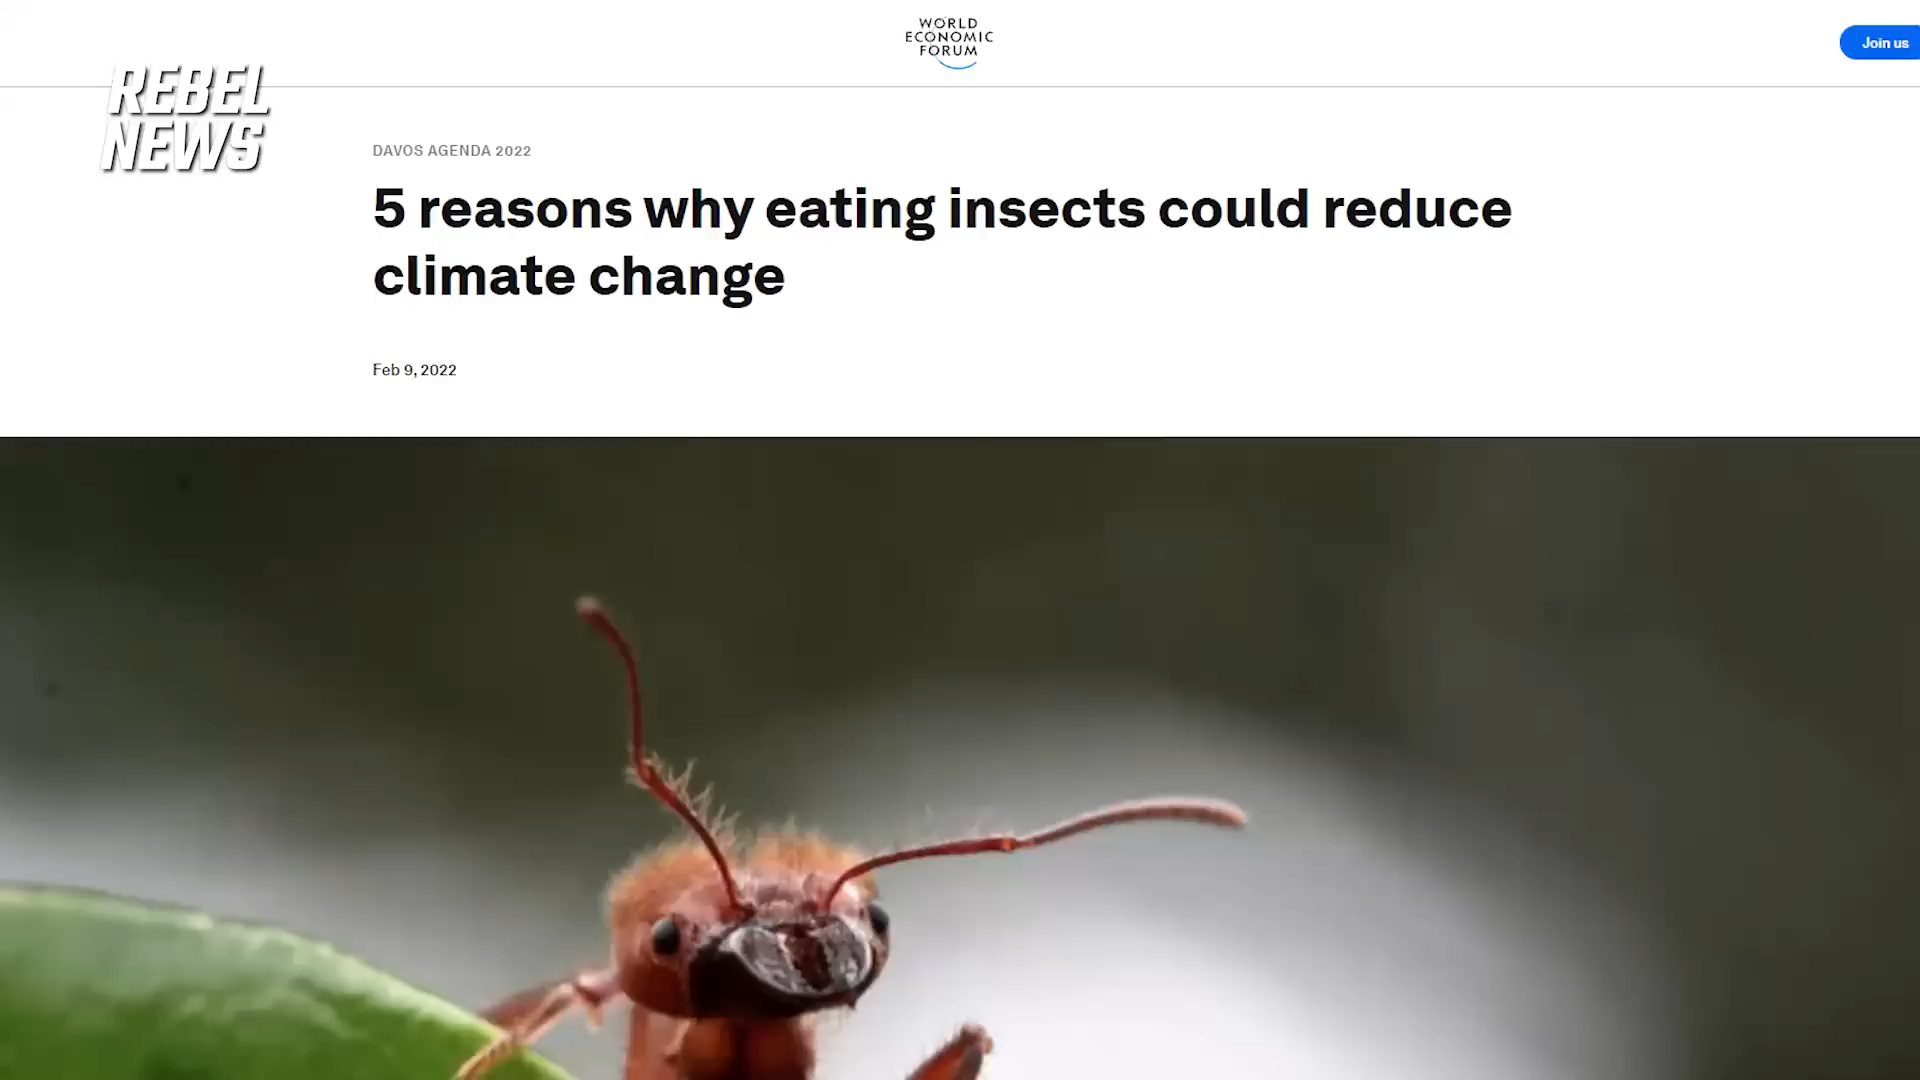 WORLD
ECONOMIC
FORUM
Join us
REBEL
NEWS
DAVOS AGENDA 2022
5 reasons why eating insects could reduce
climate change
Feb 9, 2022